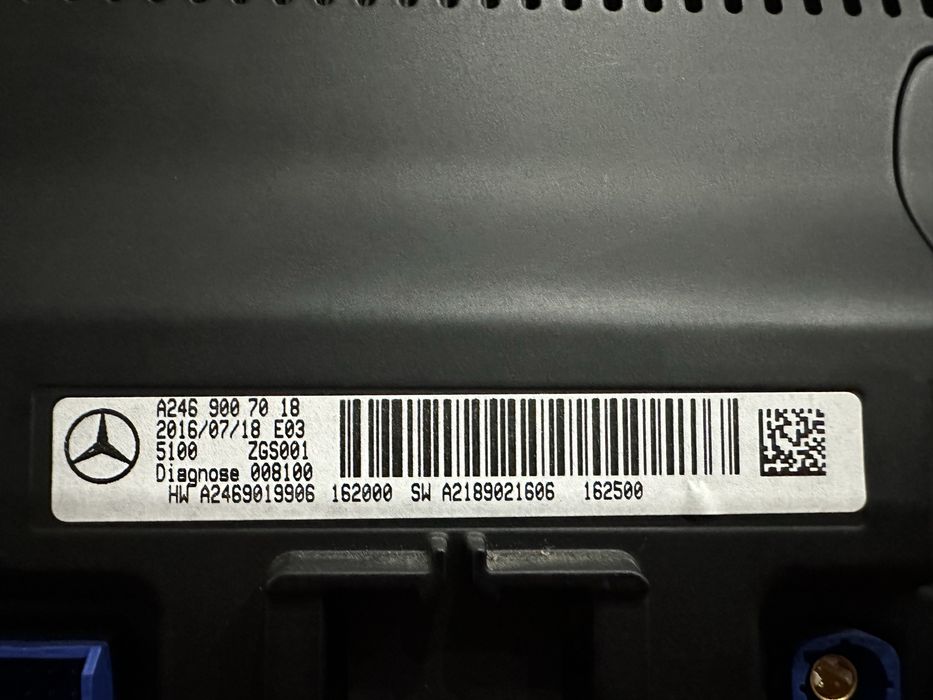 A246 900 70 18
2016/07/18 E03
5100 ZGS001
Diagnose 008100
HW A2469019906 162000 SW A2189021606 162500